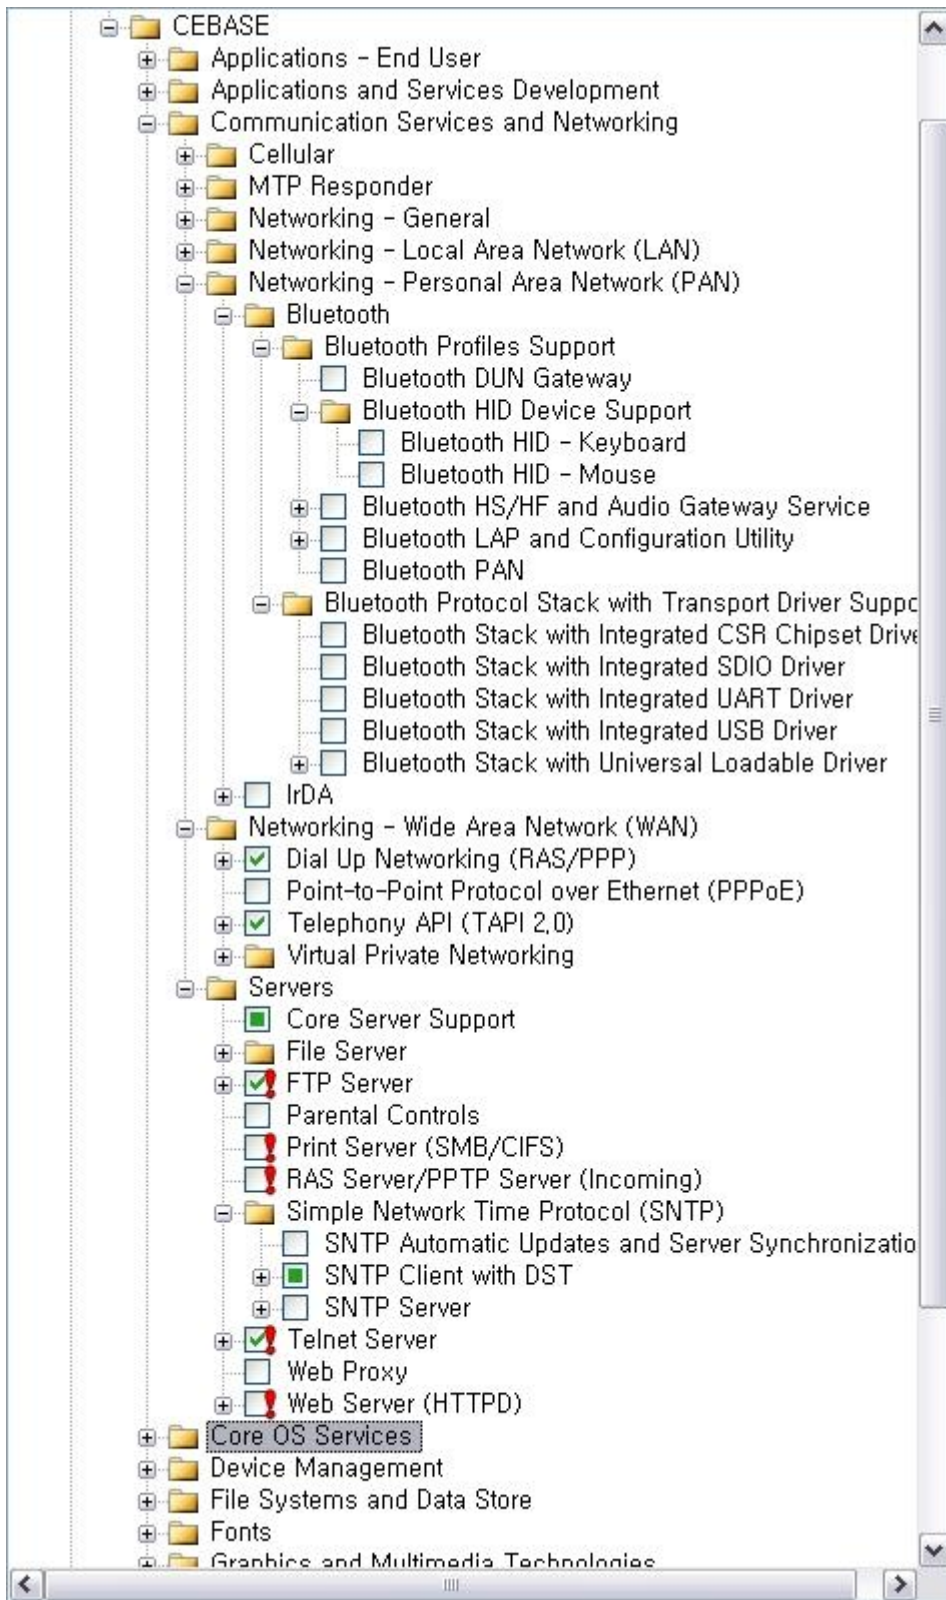 CEBASE
Applications - End User
Applications and Services Development
Communication Services and Networking
Cellular
MTP Responder
Networking - General
Networking - Local Area Network (LAN)
Networking - Personal Area Network (PAN)
Bluetooth
Bluetooth Profiles Support
Bluetooth DUN Gateway
Bluetooth HID Device Support
Bluetooth HID - Keyboard
Bluetooth HID - Mouse
Bluetooth HS/HF and Audio Gateway Service
Bluetooth LAP and Configuration Utility
Bluetooth PAN
Bluetooth Protocol Stack with Transport Driver Suppo
Bluetooth Stack with Integrated CSR Chipset Drive
Bluetooth Stack with Integrated SDIO Driver
Bluetooth Stack with Integrated UART Driver
Bluetooth Stack with Integrated USB Driver
Bluetooth Stack with Universal Loadable Driver
IrDA
Networking - Wide Area Network (WAN)
Dial Up Networking (RAS/PPP)
Point-to-Point Protocol over Ethernet (PPPoE)
Telephony API (TAPI 2.0)
Virtual Private Networking
Servers
Core Server Support
File Server
FTP Server
Parental Controls
Print Server (SMB/CIFS)
RAS Server/PPTP Server (Incoming)
Simple Network Time Protocol (SNTP)
SNTP Automatic Updates and Server Synchronizatio
SNTP Client with DST
SNTP Server
Telnet Server
Web Proxy
Web Server (HTTPD)
Core OS Services
Device Management
File Systems and Data Store
Fonts
Graphics and Multimedia Technologies